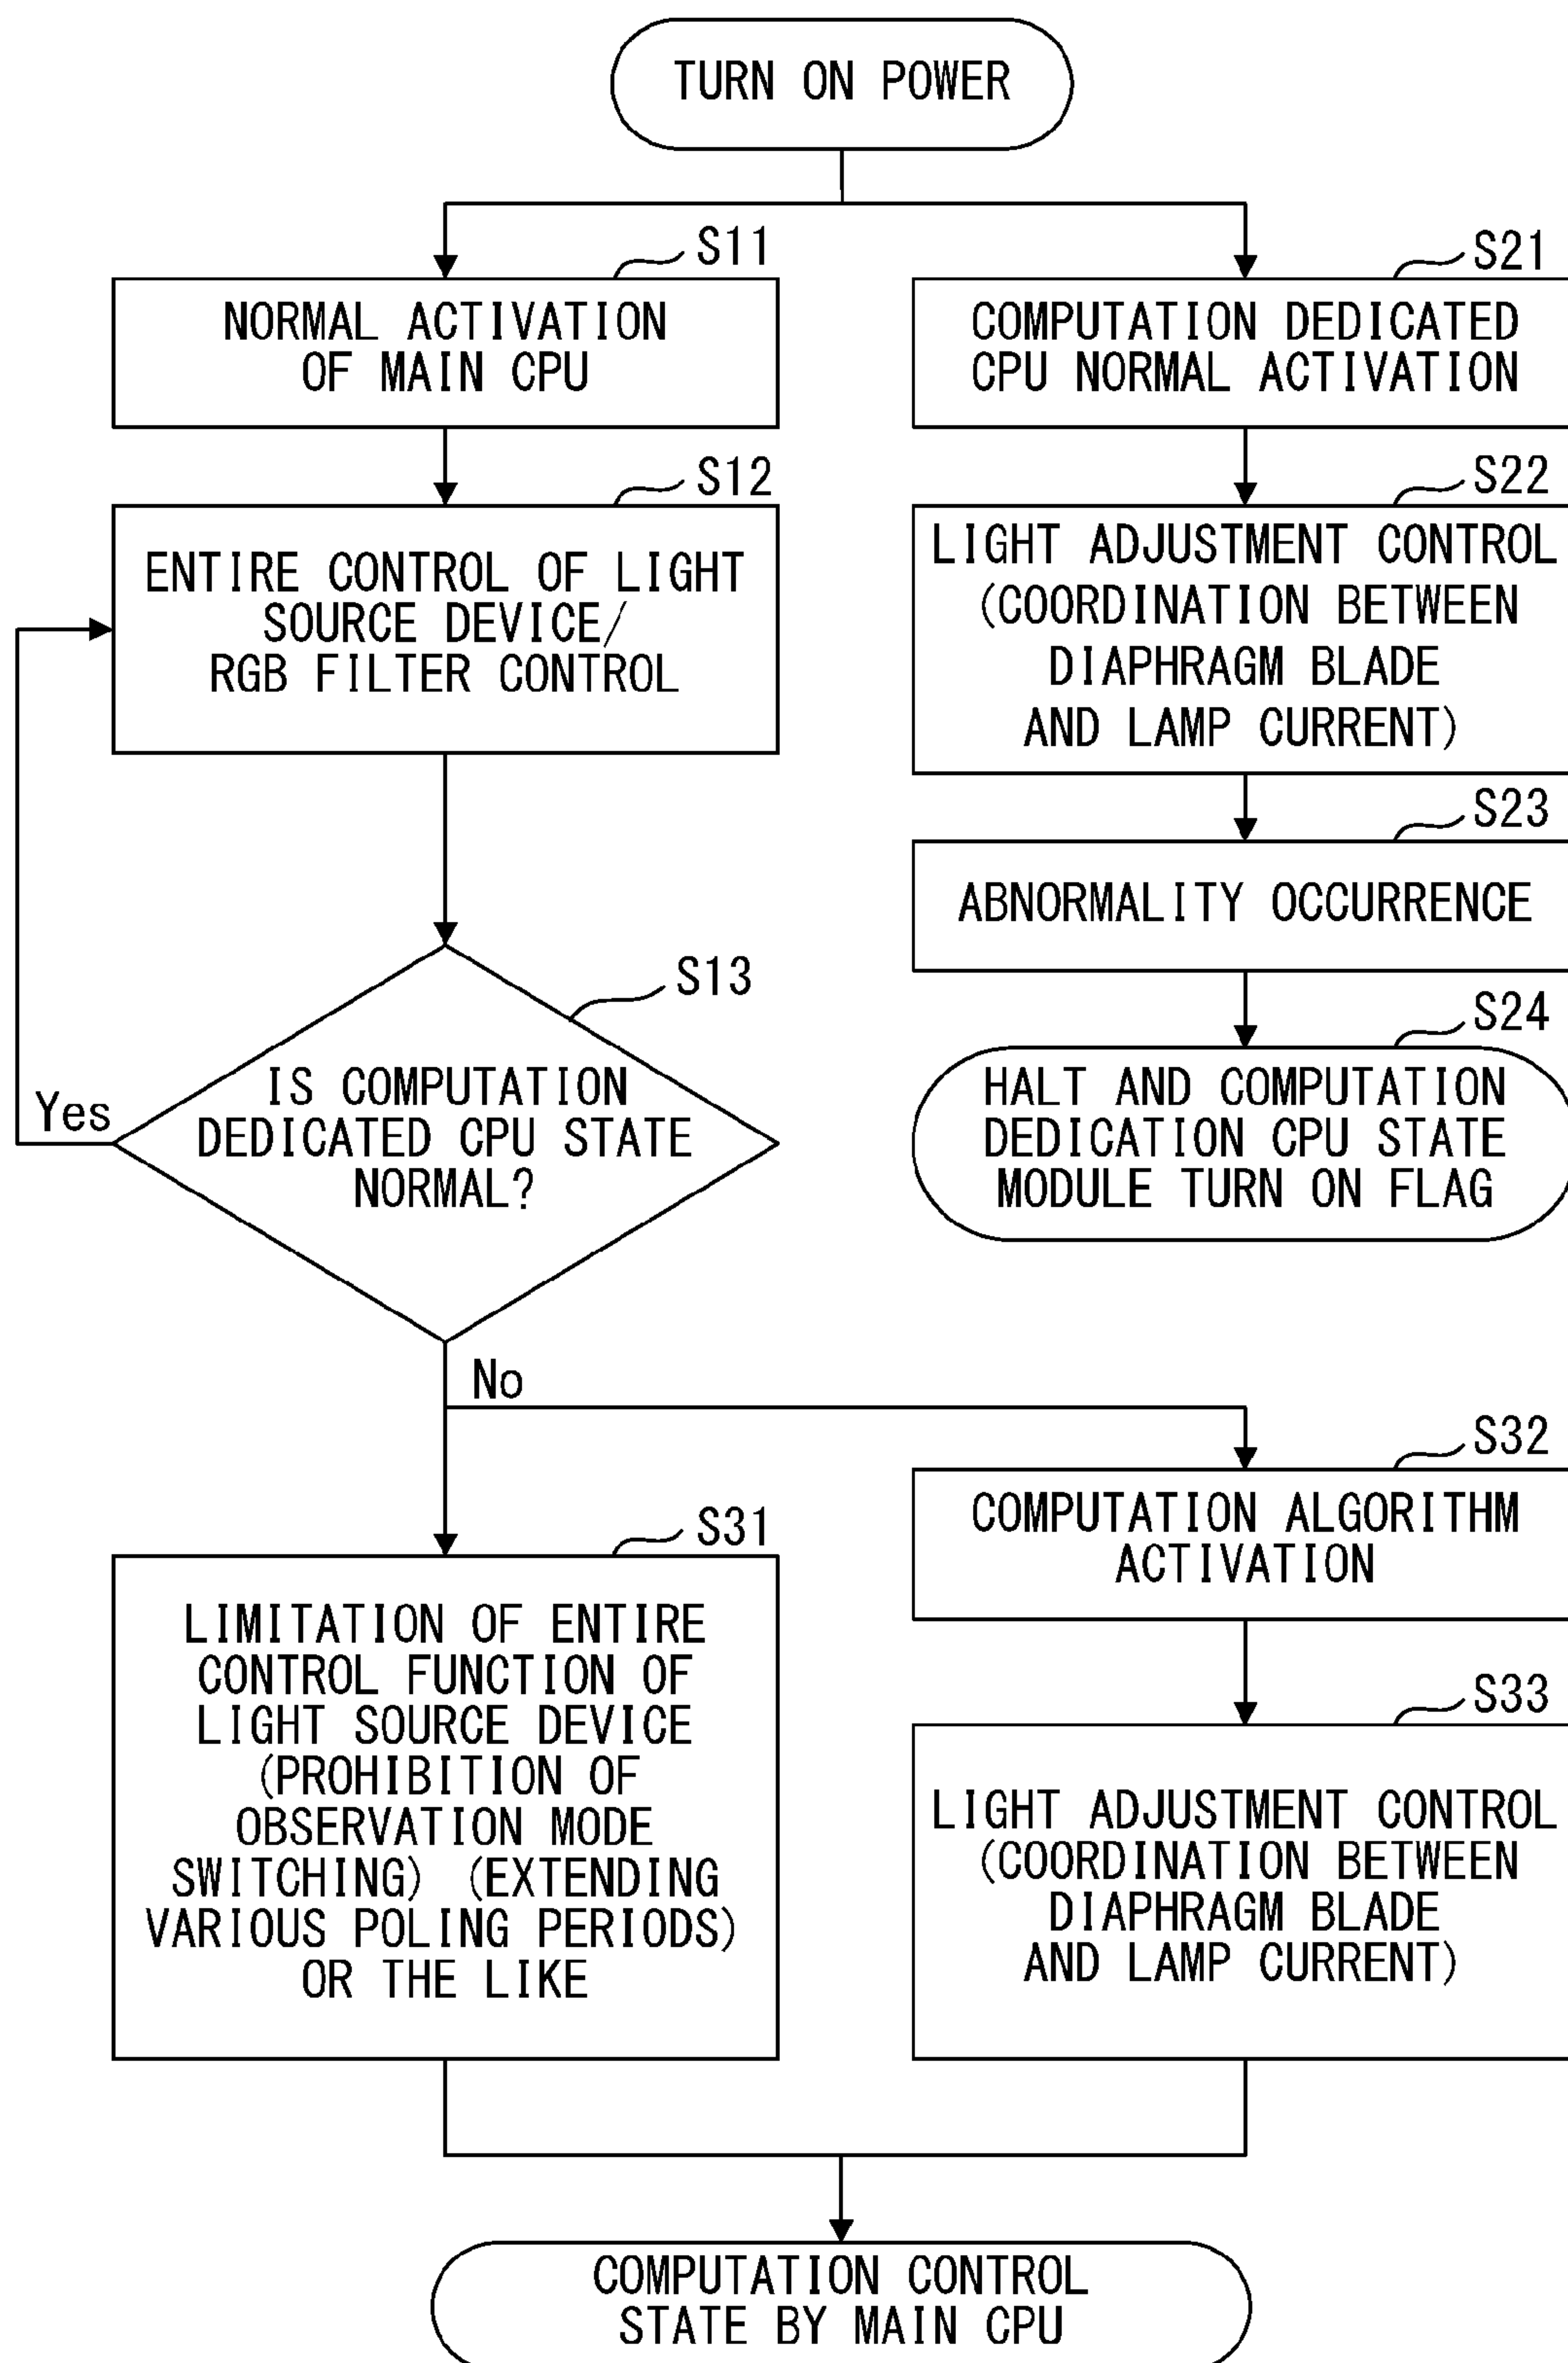 TURN ON POWER
S11
NORMAL ACTIVATION
OF MAIN CPU
S12
ENTIRE CONTROL OF LIGHT
SOURCE DEVICE/
RGB FILTER CONTROL
S13
IS COMPUTATION
DEDICATED CPU STATE
NORMAL?
Yes
No
S21
COMPUTATION DEDICATED
CPU NORMAL ACTIVATION
S22
LIGHT ADJUSTMENT CONTROL
(COORDINATION BETWEEN
DIAPHRAGM BLADE
AND LAMP CURRENT)
S23
ABNORMALITY OCCURRENCE
S24
HALT AND COMPUTATION
DEDICATION CPU STATE
MODULE TURN ON FLAG
S31
LIMITATION OF ENTIRE
CONTROL FUNCTION OF
LIGHT SOURCE DEVICE
(PROHIBITION OF
OBSERVATION MODE
SWITCHING) (EXTENDING
VARIOUS POLING PERIODS)
OR THE LIKE
S32
COMPUTATION ALGORITHM
ACTIVATION
S33
LIGHT ADJUSTMENT CONTROL
(COORDINATION BETWEEN
DIAPHRAGM BLADE
AND LAMP CURRENT)
COMPUTATION CONTROL
STATE BY MAIN CPU